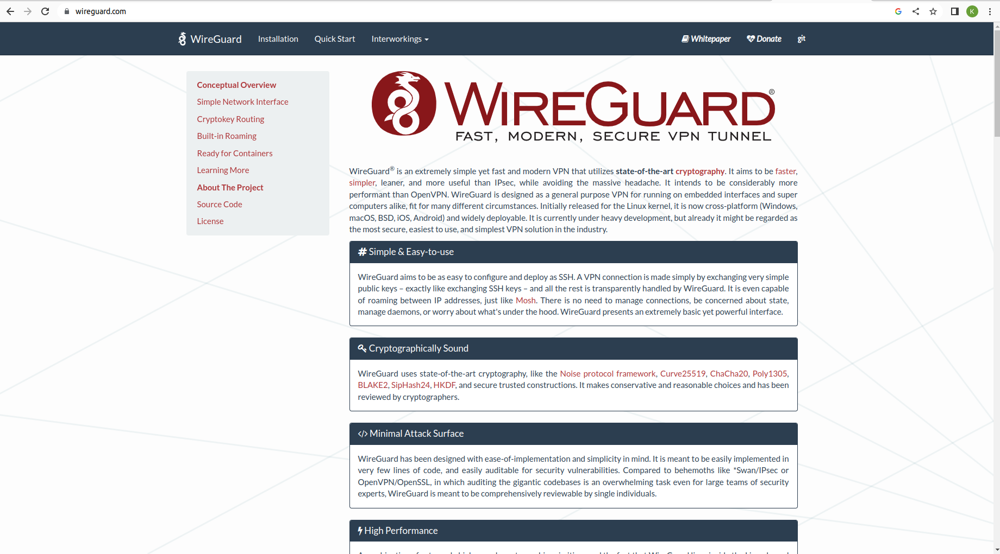 wireguard.com
K
WireGuard Installation Quick Start Interworkings Whitepaper Donate git
Conceptual Overview
Simple Network Interface
Cryptokey Routing
Built-in Roaming
Ready for Containers
Learning More
About The Project
Source Code
License
WIREGUARD®
FAST, MODERN, SECURE VPN TUNNEL
WireGuard® is an extremely simple yet fast and modern VPN that utilizes state-of-the-art cryptography. It aims to be faster,
simpler, leaner, and more useful than IPsec, while avoiding the massive headache. It intends to be considerably more
performant than OpenVPN. WireGuard is designed as a general purpose VPN for running on embedded interfaces and super
computers alike, fit for many different circumstances. Initially released for the Linux kernel, it is now cross-platform (Windows,
macOS, BSD, iOS, Android) and widely deployable. It is currently under heavy development, but already it might be regarded as
the most secure, easiest to use, and simplest VPN solution in the industry.
# Simple & Easy-to-use
WireGuard aims to be as easy to configure and deploy as SSH. A VPN connection is made simply by exchanging very simple
public keys – exactly like exchanging SSH keys – and all the rest is transparently handled by WireGuard. It is even capable
of roaming between IP addresses, just like Mosh. There is no need to manage connections, be concerned about state,
manage daemons, or worry about what's under the hood. WireGuard presents an extremely basic yet powerful interface.
Cryptographically Sound
WireGuard uses state-of-the-art cryptography, like the Noise protocol framework, Curve25519, ChaCha20, Poly1305,
BLAKE2, SipHash24, HKDF, and secure trusted constructions. It makes conservative and reasonable choices and has been
reviewed by cryptographers.
</> Minimal Attack Surface
WireGuard has been designed with ease-of-implementation and simplicity in mind. It is meant to be easily implemented in
very few lines of code, and easily auditable for security vulnerabilities. Compared to behemoths like *Swan/IPsec or
OpenVPN/OpenSSL, in which auditing the gigantic codebases is an overwhelming task even for large teams of security
experts, WireGuard is meant to be comprehensively reviewable by single individuals.
High Performance